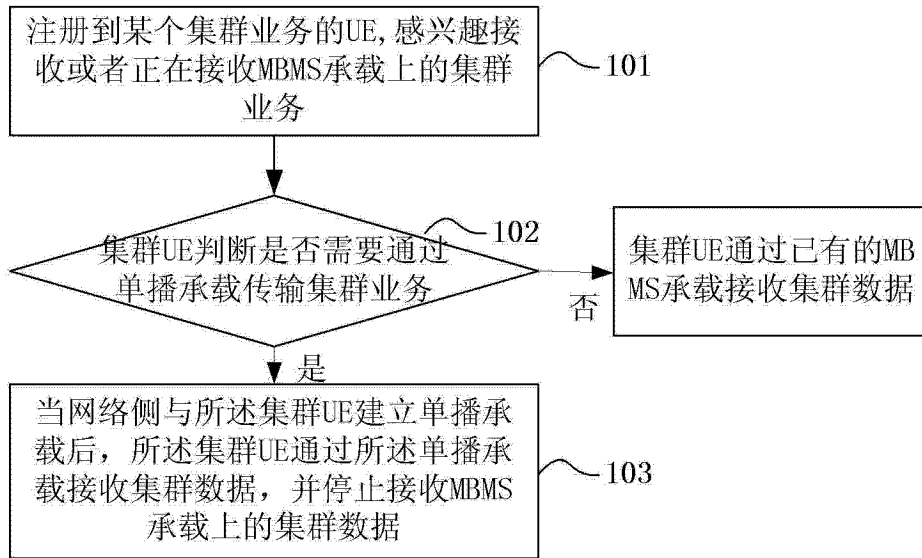 注册到某个集群业务的UE,感兴趣接
收或者正在接收MBMS承载上的集群
业务
101
102
集群UE判断是否需要通过
单播承载传输集群业务
否
集群UE通过已有的MB
MS承载接收集群数据
是
当网络侧与所述集群UE建立单播承
载后，所述集群UE通过所述单播承
载接收集群数据，并停止接收MBMS
承载上的集群数据
103